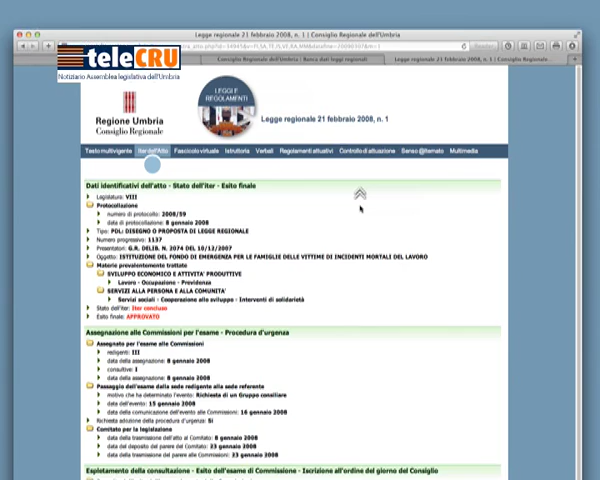 Legge regionale 21 febbraio 2008, n. 1 | Consiglio Regionale dell'Umbria
teleCRU
Notiziario Assemblea legislativa dell'Umbria
Consiglio Regionale dell'Umbria | Banca dati leggi regionali
Legge regionale 21 febbraio 2008, n. 1 | Consiglio Regionale...
LEGGI E
REGOLAMENTI
Regione Umbria
Consiglio Regionale
Legge regionale 21 febbraio 2008, n. 1
Testo multivigente Iter dell'Atto Fascicolo virtuale Istruttoria Verbali Regolamenti attuativi Controllo di attuazione Senso @lternato Multimedia
Dati identificativi dell'atto - Stato dell'iter - Esito finale
Legislatura: VIII
Protocollazione
numero di protocollo: 2008/59
data di protocollazione: 8 gennaio 2008
Tipo: PDL: DISEGNO O PROPOSTA DI LEGGE REGIONALE
Numero progressivo: 1137
Presentatori: G.R. DELIB. N. 2074 DEL 10/12/2007
Oggetto: ISTITUZIONE DEL FONDO DI EMERGENZA PER LE FAMIGLIE DELLE VITTIME DI INCIDENTI MORTALI DEL LAVORO
Materie prevalentemente trattate
SVILUPPO ECONOMICO E ATTIVITA' PRODUTTIVE
Lavoro - Occupazione - Previdenza
SERVIZI ALLA PERSONA E ALLA COMUNITA'
Servizi sociali - Cooperazione allo sviluppo - Interventi di solidarietà
Stato dell'iter: Iter concluso
Esito finale: APPROVATO
Assegnazione alle Commissioni per l'esame - Procedura d'urgenza
Assegnato per l'esame alle Commissioni
redigenti: III
data della assegnazione: 8 gennaio 2008
consultive: I
data della assegnazione: 8 gennaio 2008
Passaggio dell'esame dalla sede redigente alla sede referente
motivo che ha determinato l'evento: Richiesta di un Gruppo consiliare
data dell'evento: 15 gennaio 2008
data della comunicazione dell'evento alle Commissioni: 16 gennaio 2008
Richiesta adozione della procedura d'urgenza: Sì
Comitato per la legislazione
data della trasmissione dell'atto al Comitato: 8 gennaio 2008
data del deposito del parere del Comitato: 23 gennaio 2008
data della trasmissione del parere alle Commissioni: 23 gennaio 2008
Espletamento della consultazione - Esito dell'esame di Commissione - Iscrizione all'ordine del giorno del Consiglio